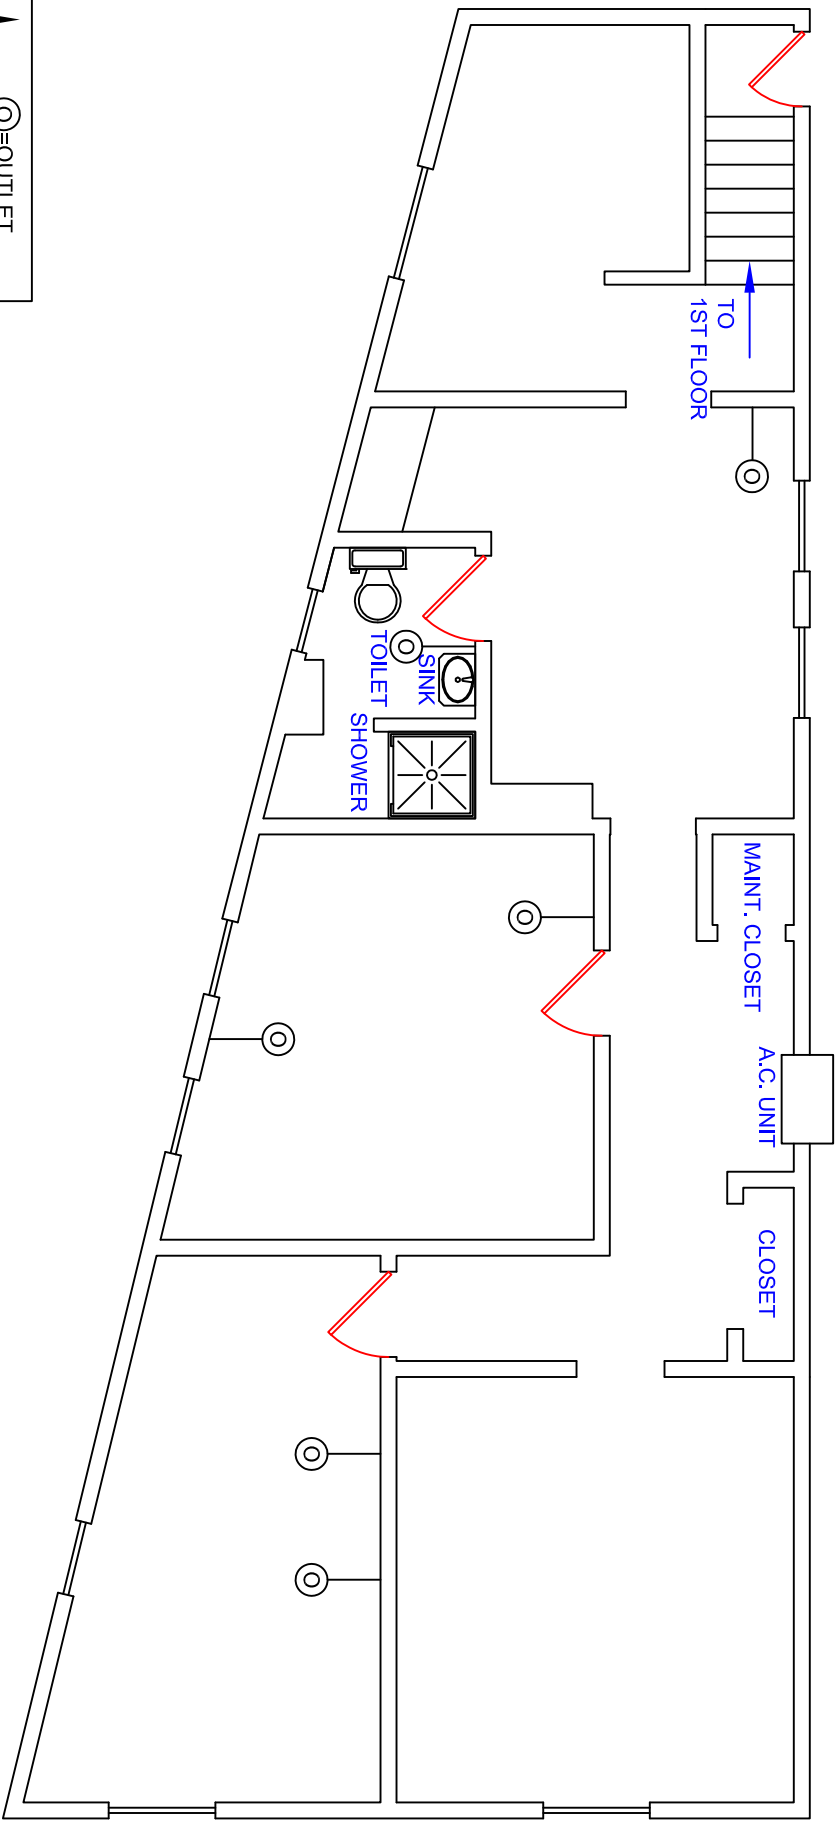 O=OUTLET
TO
1ST FLOOR
O
TOILET
O
SINK
SHOWER
MAINT. CLOSET
O
A.C. UNIT
O
CLOSET
O
O